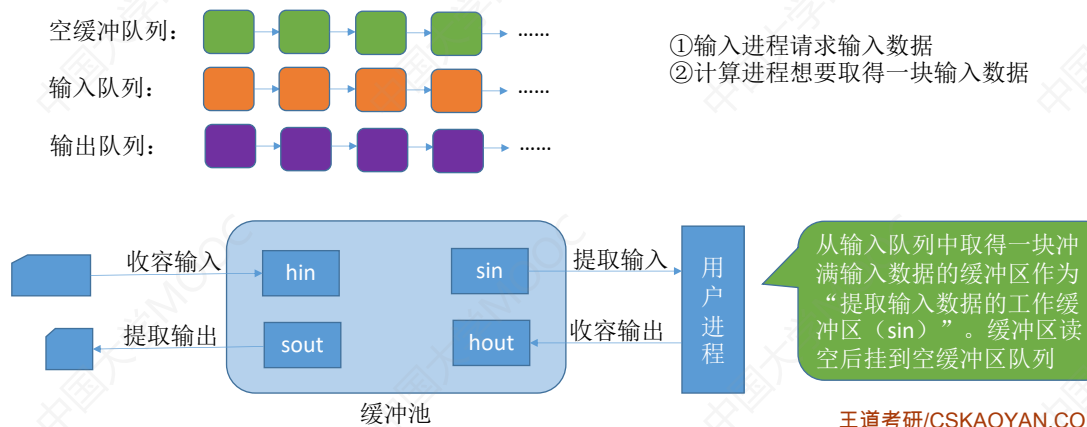 空缓冲队列：
……
①输入进程请求输入数据
②计算进程想要取得一块输入数据
输入队列：
……
输出队列：
……
收容输入
hin
sin
提取输入
提取输出
sout
hout
收容输出
用户进程
从输入队列中取得一块冲
满输入数据的缓冲区作为
“提取输入数据的工作缓
冲区（sin）”。缓冲区读
空后挂到空缓冲区队列
缓冲池
王道考研/CSKAOYAN.CO